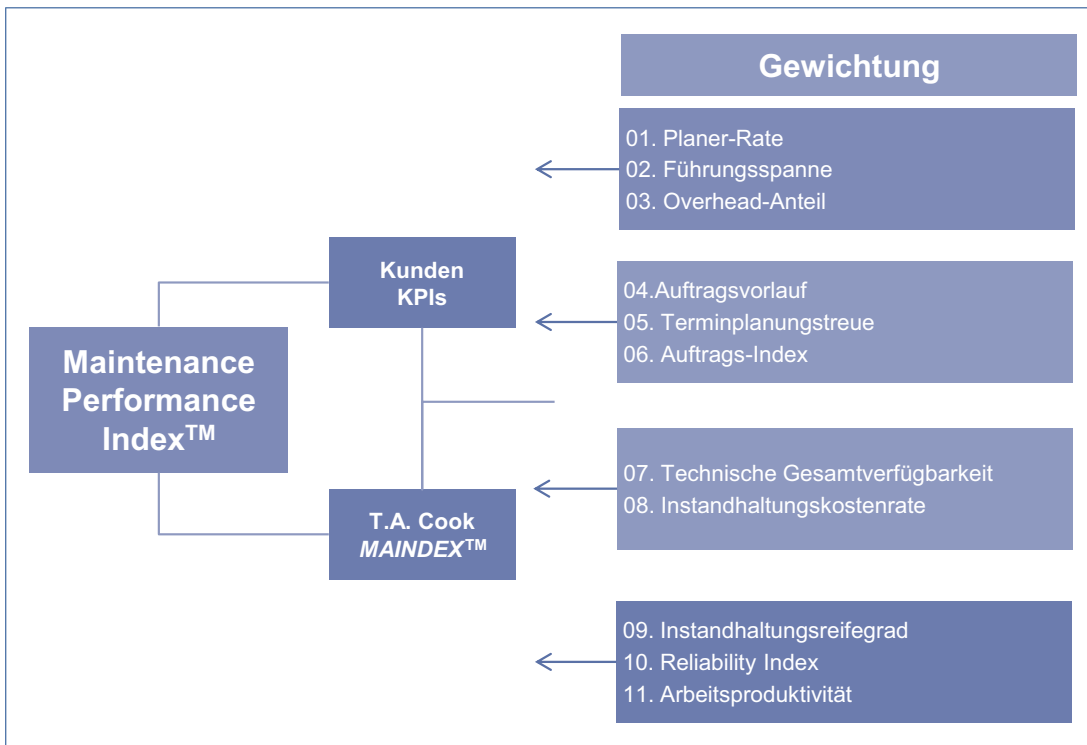 Gewichtung
01. Planer-Rate
02. Führungsspanne
03. Overhead-Anteil
Kunden
KPIs
04.Auftragsvorlauf
05. Terminplanungstreue
06. Auftrags-Index
Maintenance
Performance
Index™
07. Technische Gesamtverfügbarkeit
08. Instandhaltungskostenrate
T.A. Cook
MAINDEX™
09. Instandhaltungsreifegrad
10. Reliability Index
11. Arbeitsproduktivität